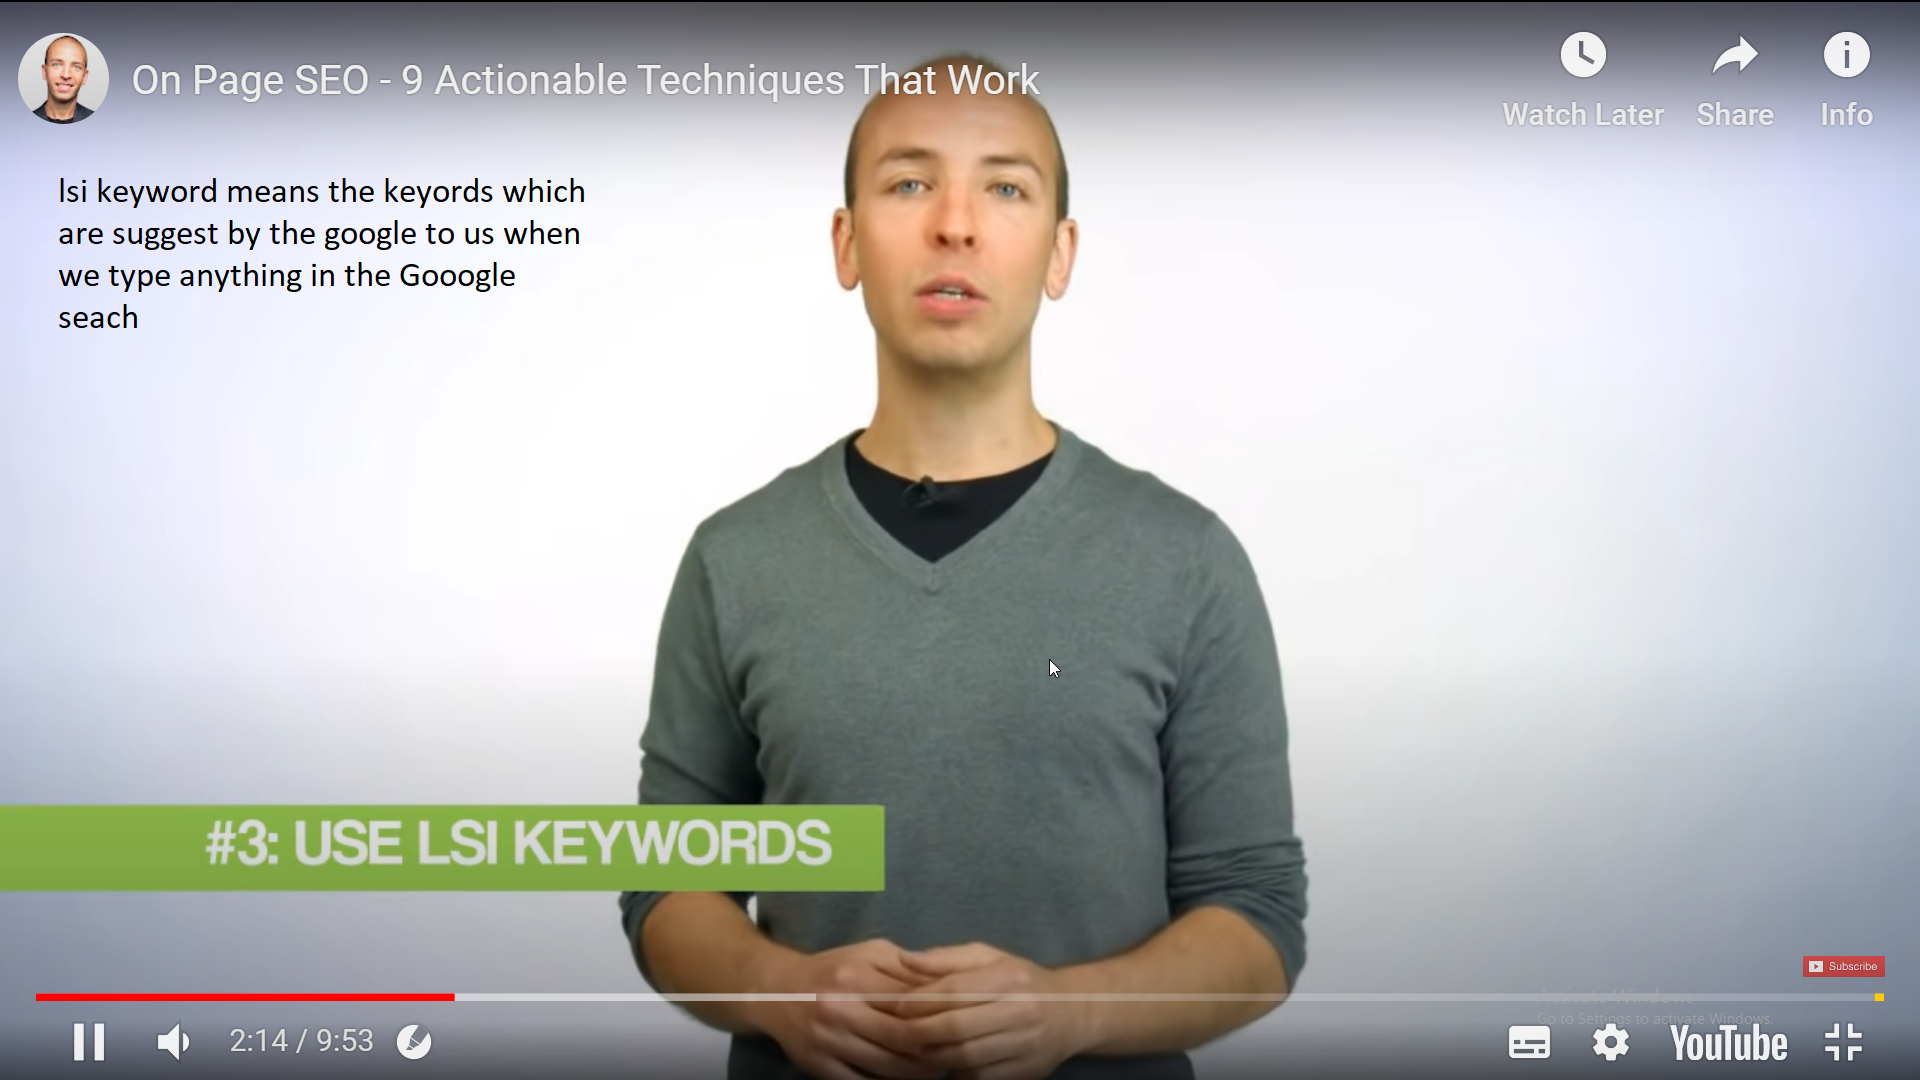 On Page SEO - 9 Actionable Techniques That Work
Watch Later
Share
Info
lsi keyword means the keyords which
are suggest by the google to us when
we type anything in the Gooogle
seach
#3: USE LSI KEYWORDS
Subscribe
Activate Windows
Go to Settings to activate Windows.
2:14 / 9:53
YouTube